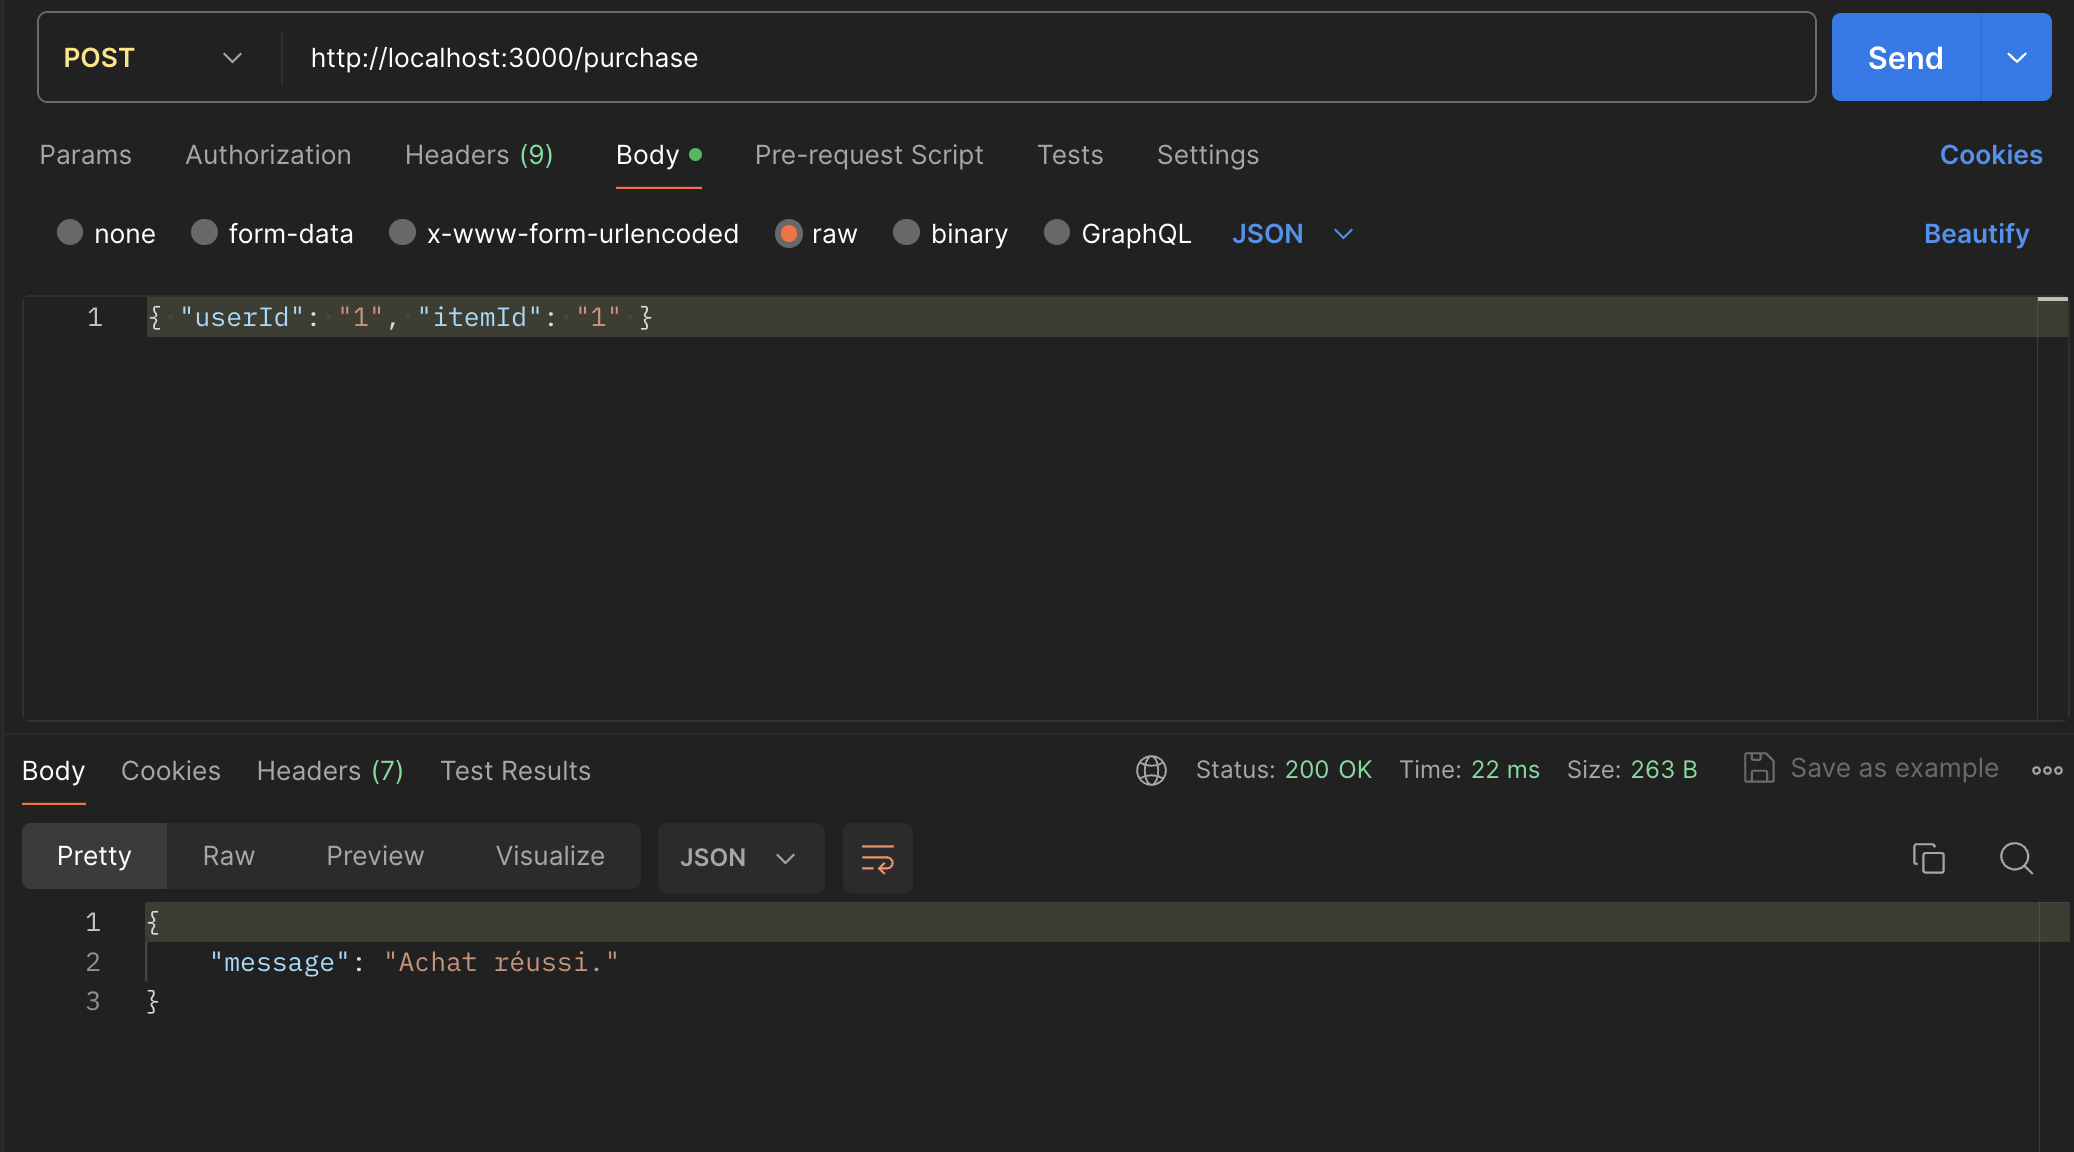 POST http://localhost:3000/purchase Send
Params Authorization Headers (9) Body Pre-request Script Tests Settings Cookies
none form-data x-www-form-urlencoded raw binary GraphQL JSON Beautify
1 { "userId": "1", "itemId": "1" }
Body Cookies Headers (7) Test Results Status: 200 OK Time: 22 ms Size: 263 B Save as example
Pretty Raw Preview Visualize JSON
1 {
2 "message": "Achat réussi."
3 }